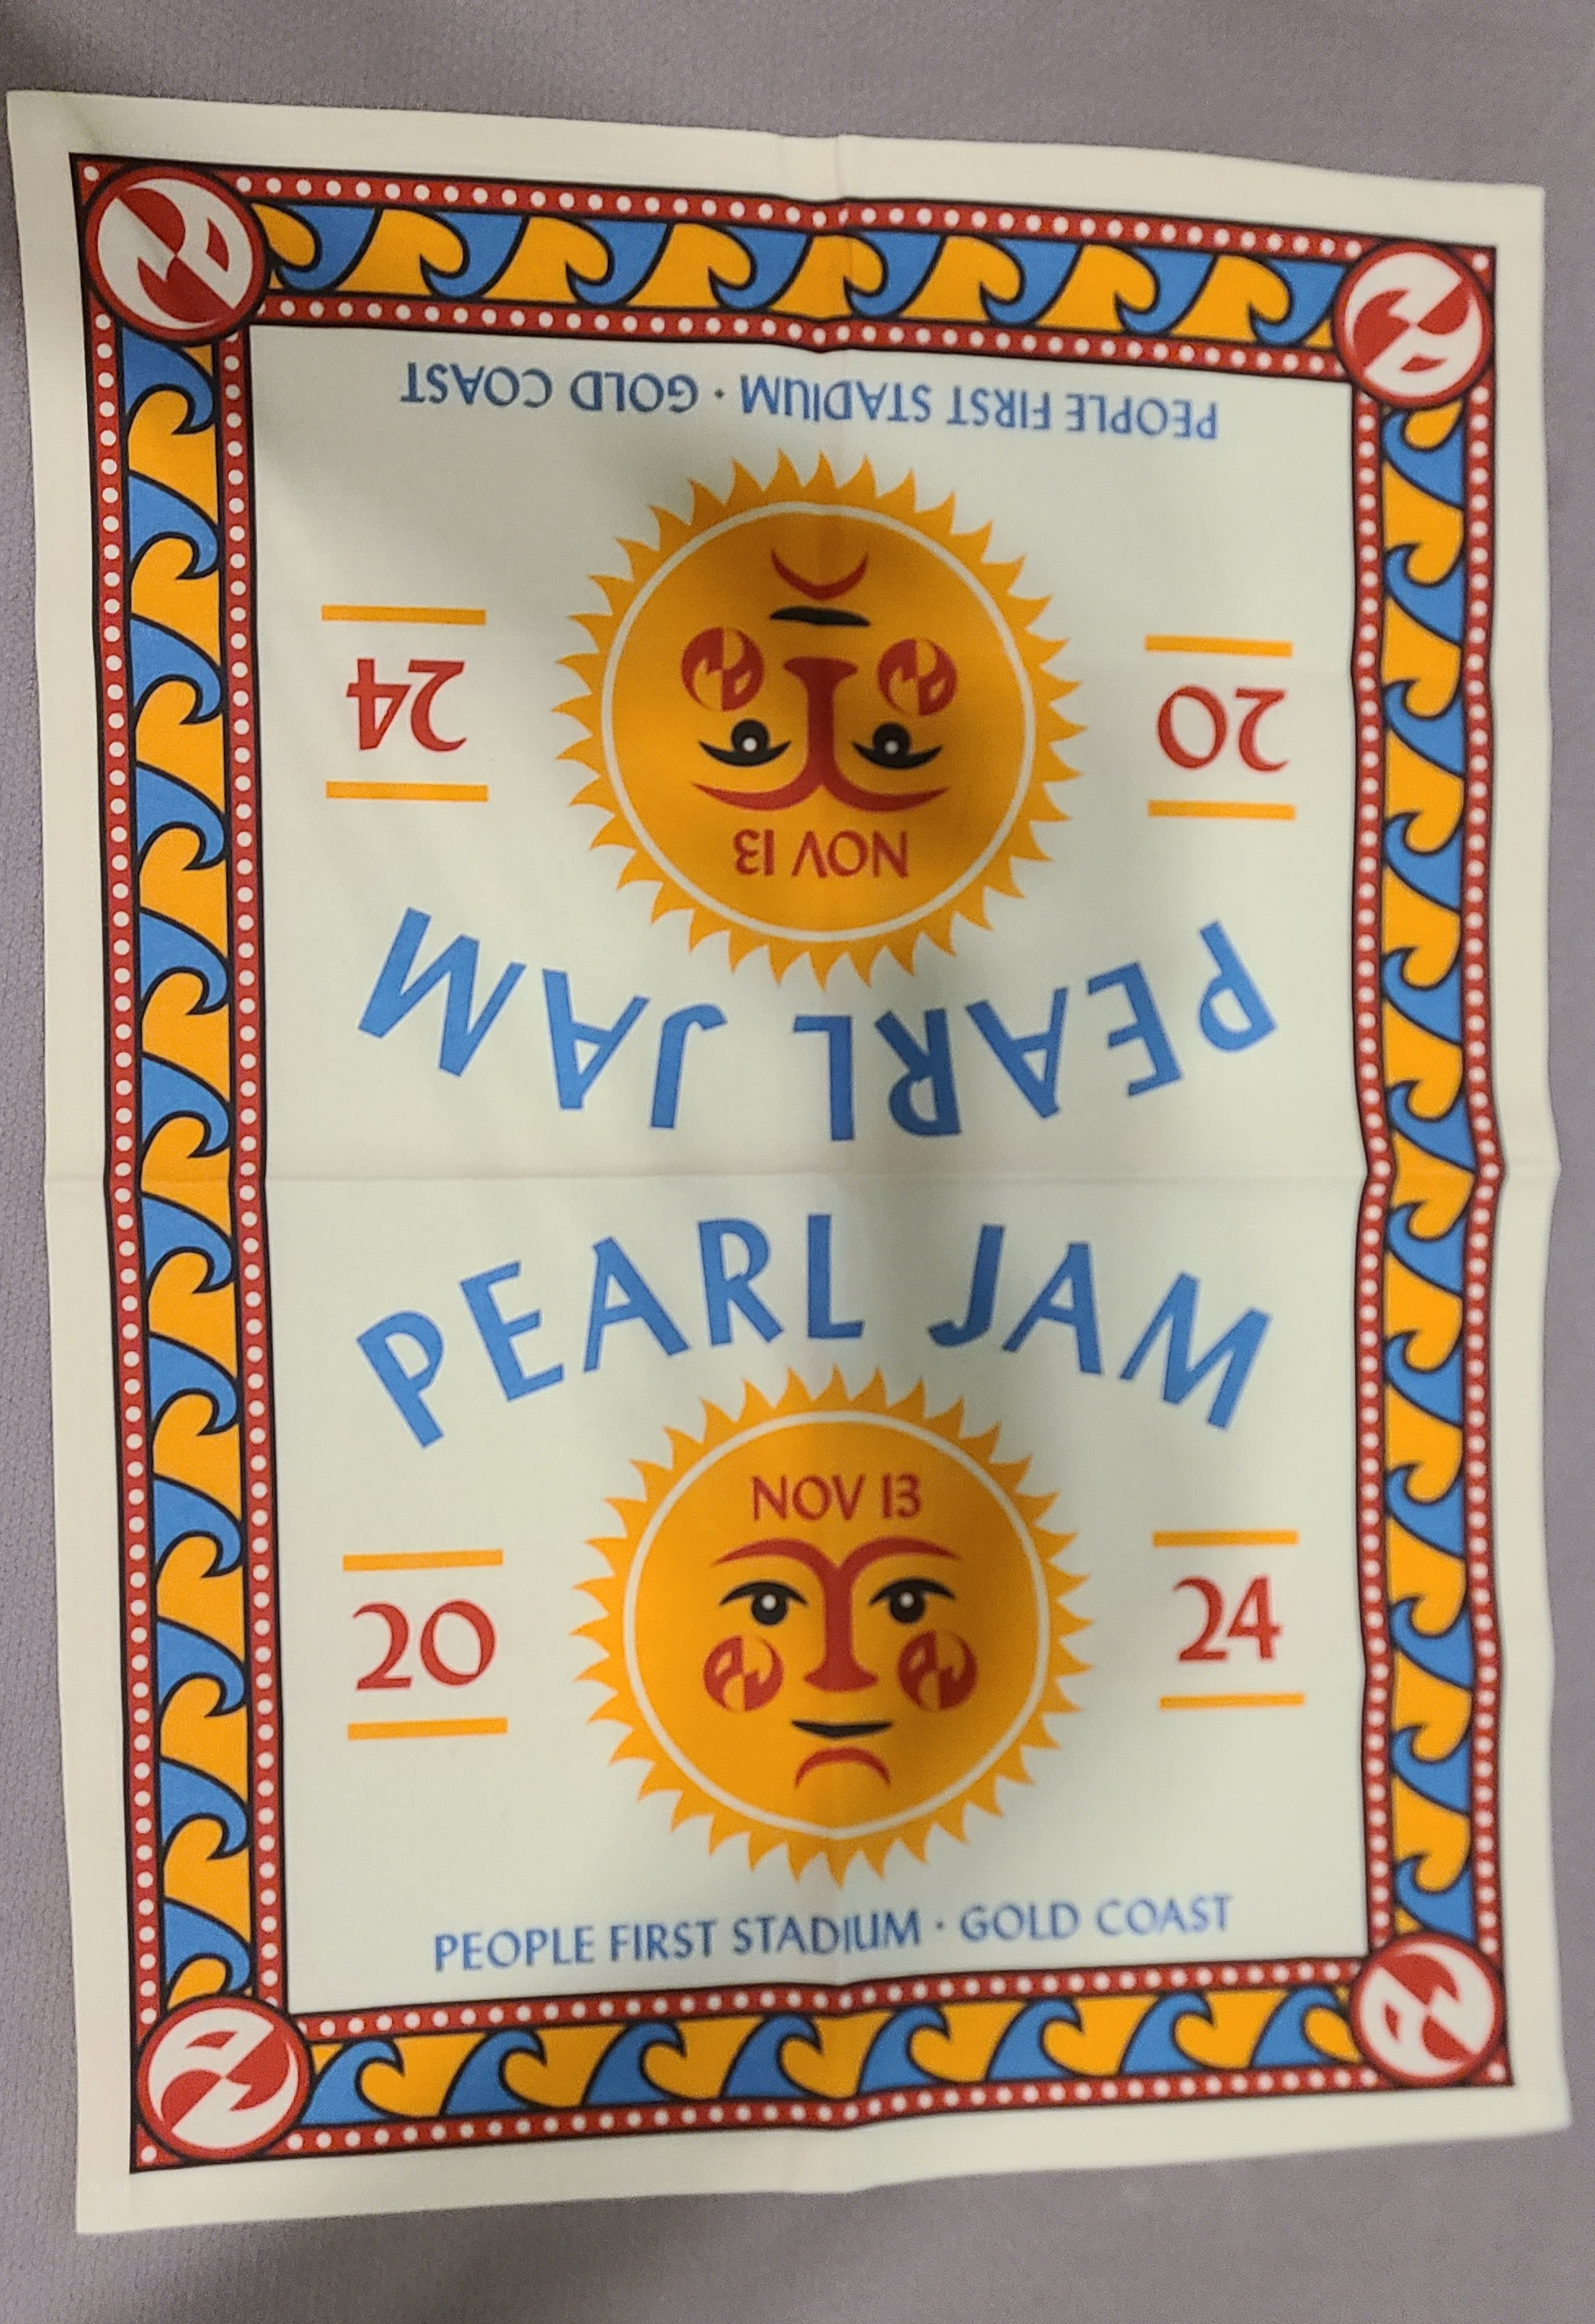 PEOPLE FIRST STADIUM · GOLD COAST
20 24
NOV 13
PEARL JAM
PEARL JAM
NOV 13
20 24
PEOPLE FIRST STADIUM · GOLD COAST